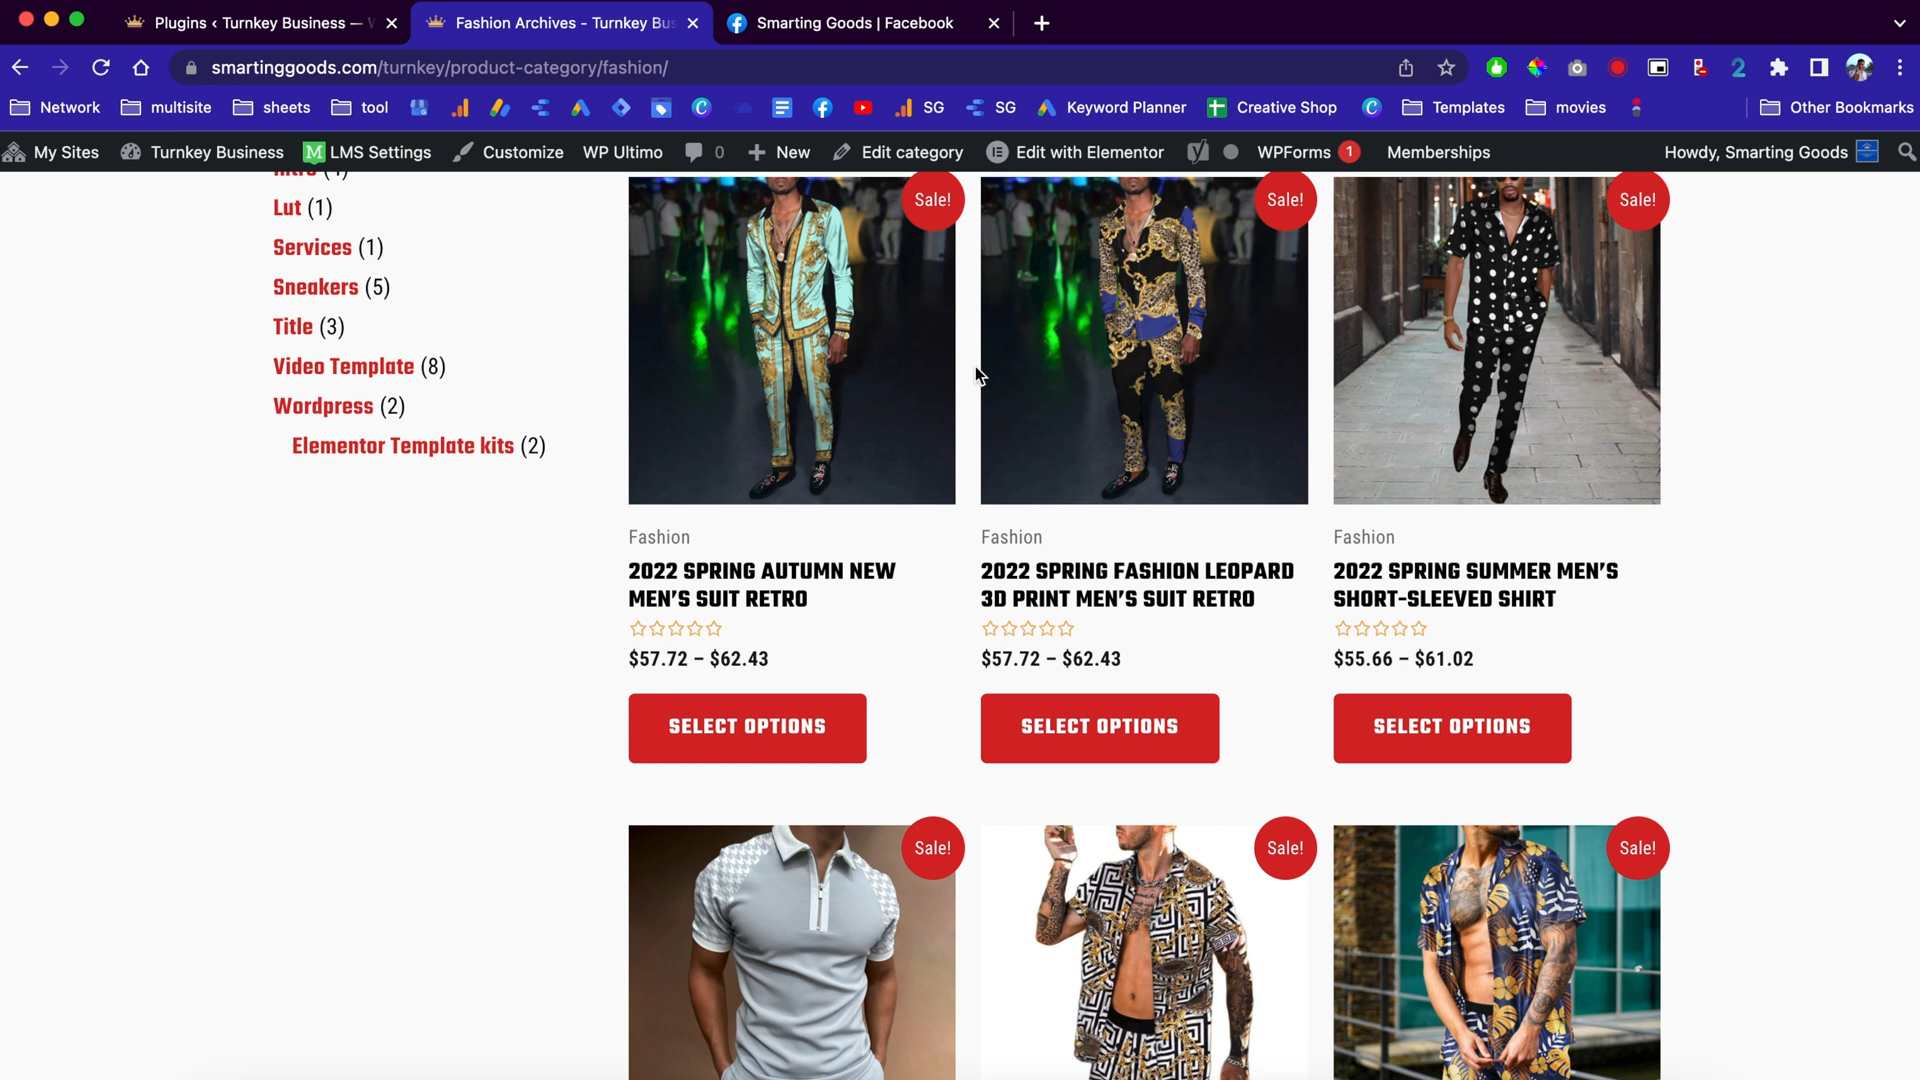 Plugins ‹ Turnkey Business —
Fashion Archives - Turnkey Bus
Smarting Goods | Facebook
smartinggoods.com/turnkey/product-category/fashion/
Network
multisite
sheets
tool
SG
SG
Keyword Planner
Creative Shop
Templates
movies
Other Bookmarks
My Sites
Turnkey Business
LMS Settings
Customize
WP Ultimo
0
New
Edit category
Edit with Elementor
WPForms 1
Memberships
Howdy, Smarting Goods
Lut (1)
Services (1)
Sneakers (5)
Title (3)
Video Template (8)
Wordpress (2)
Elementor Template kits (2)
Sale!
Sale!
Sale!
Fashion
2022 SPRING AUTUMN NEW
MEN’S SUIT RETRO
$57.72 – $62.43
SELECT OPTIONS
Fashion
2022 SPRING FASHION LEOPARD
3D PRINT MEN’S SUIT RETRO
$57.72 – $62.43
SELECT OPTIONS
Fashion
2022 SPRING SUMMER MEN’S
SHORT-SLEEVED SHIRT
$55.66 – $61.02
SELECT OPTIONS
Sale!
Sale!
Sale!